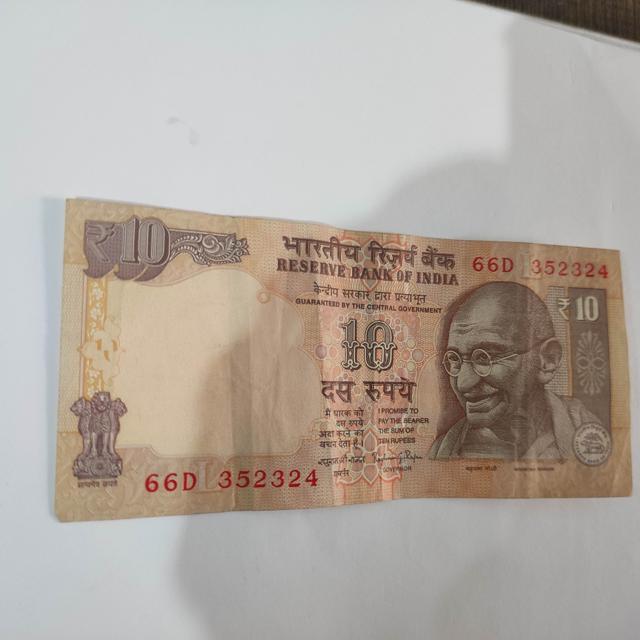 ₹10
भारतीय रिज़र्व बैंक
RESERVE BANK OF INDIA
66D L 352324
केन्द्रीय सरकार द्वारा प्रत्याभूत
GUARANTEED BY THE CENTRAL GOVERNMENT
10
₹10
दस रुपये
मैं धारक को
दस रुपये
अदा करने का
वचन देता हूँ।
I PROMISE TO
PAY THE BEARER
THE SUM OF
TEN RUPEES
गवर्नर
GOVERNOR
सत्यमेव जयते
66D L 352324
महात्मा गांधी